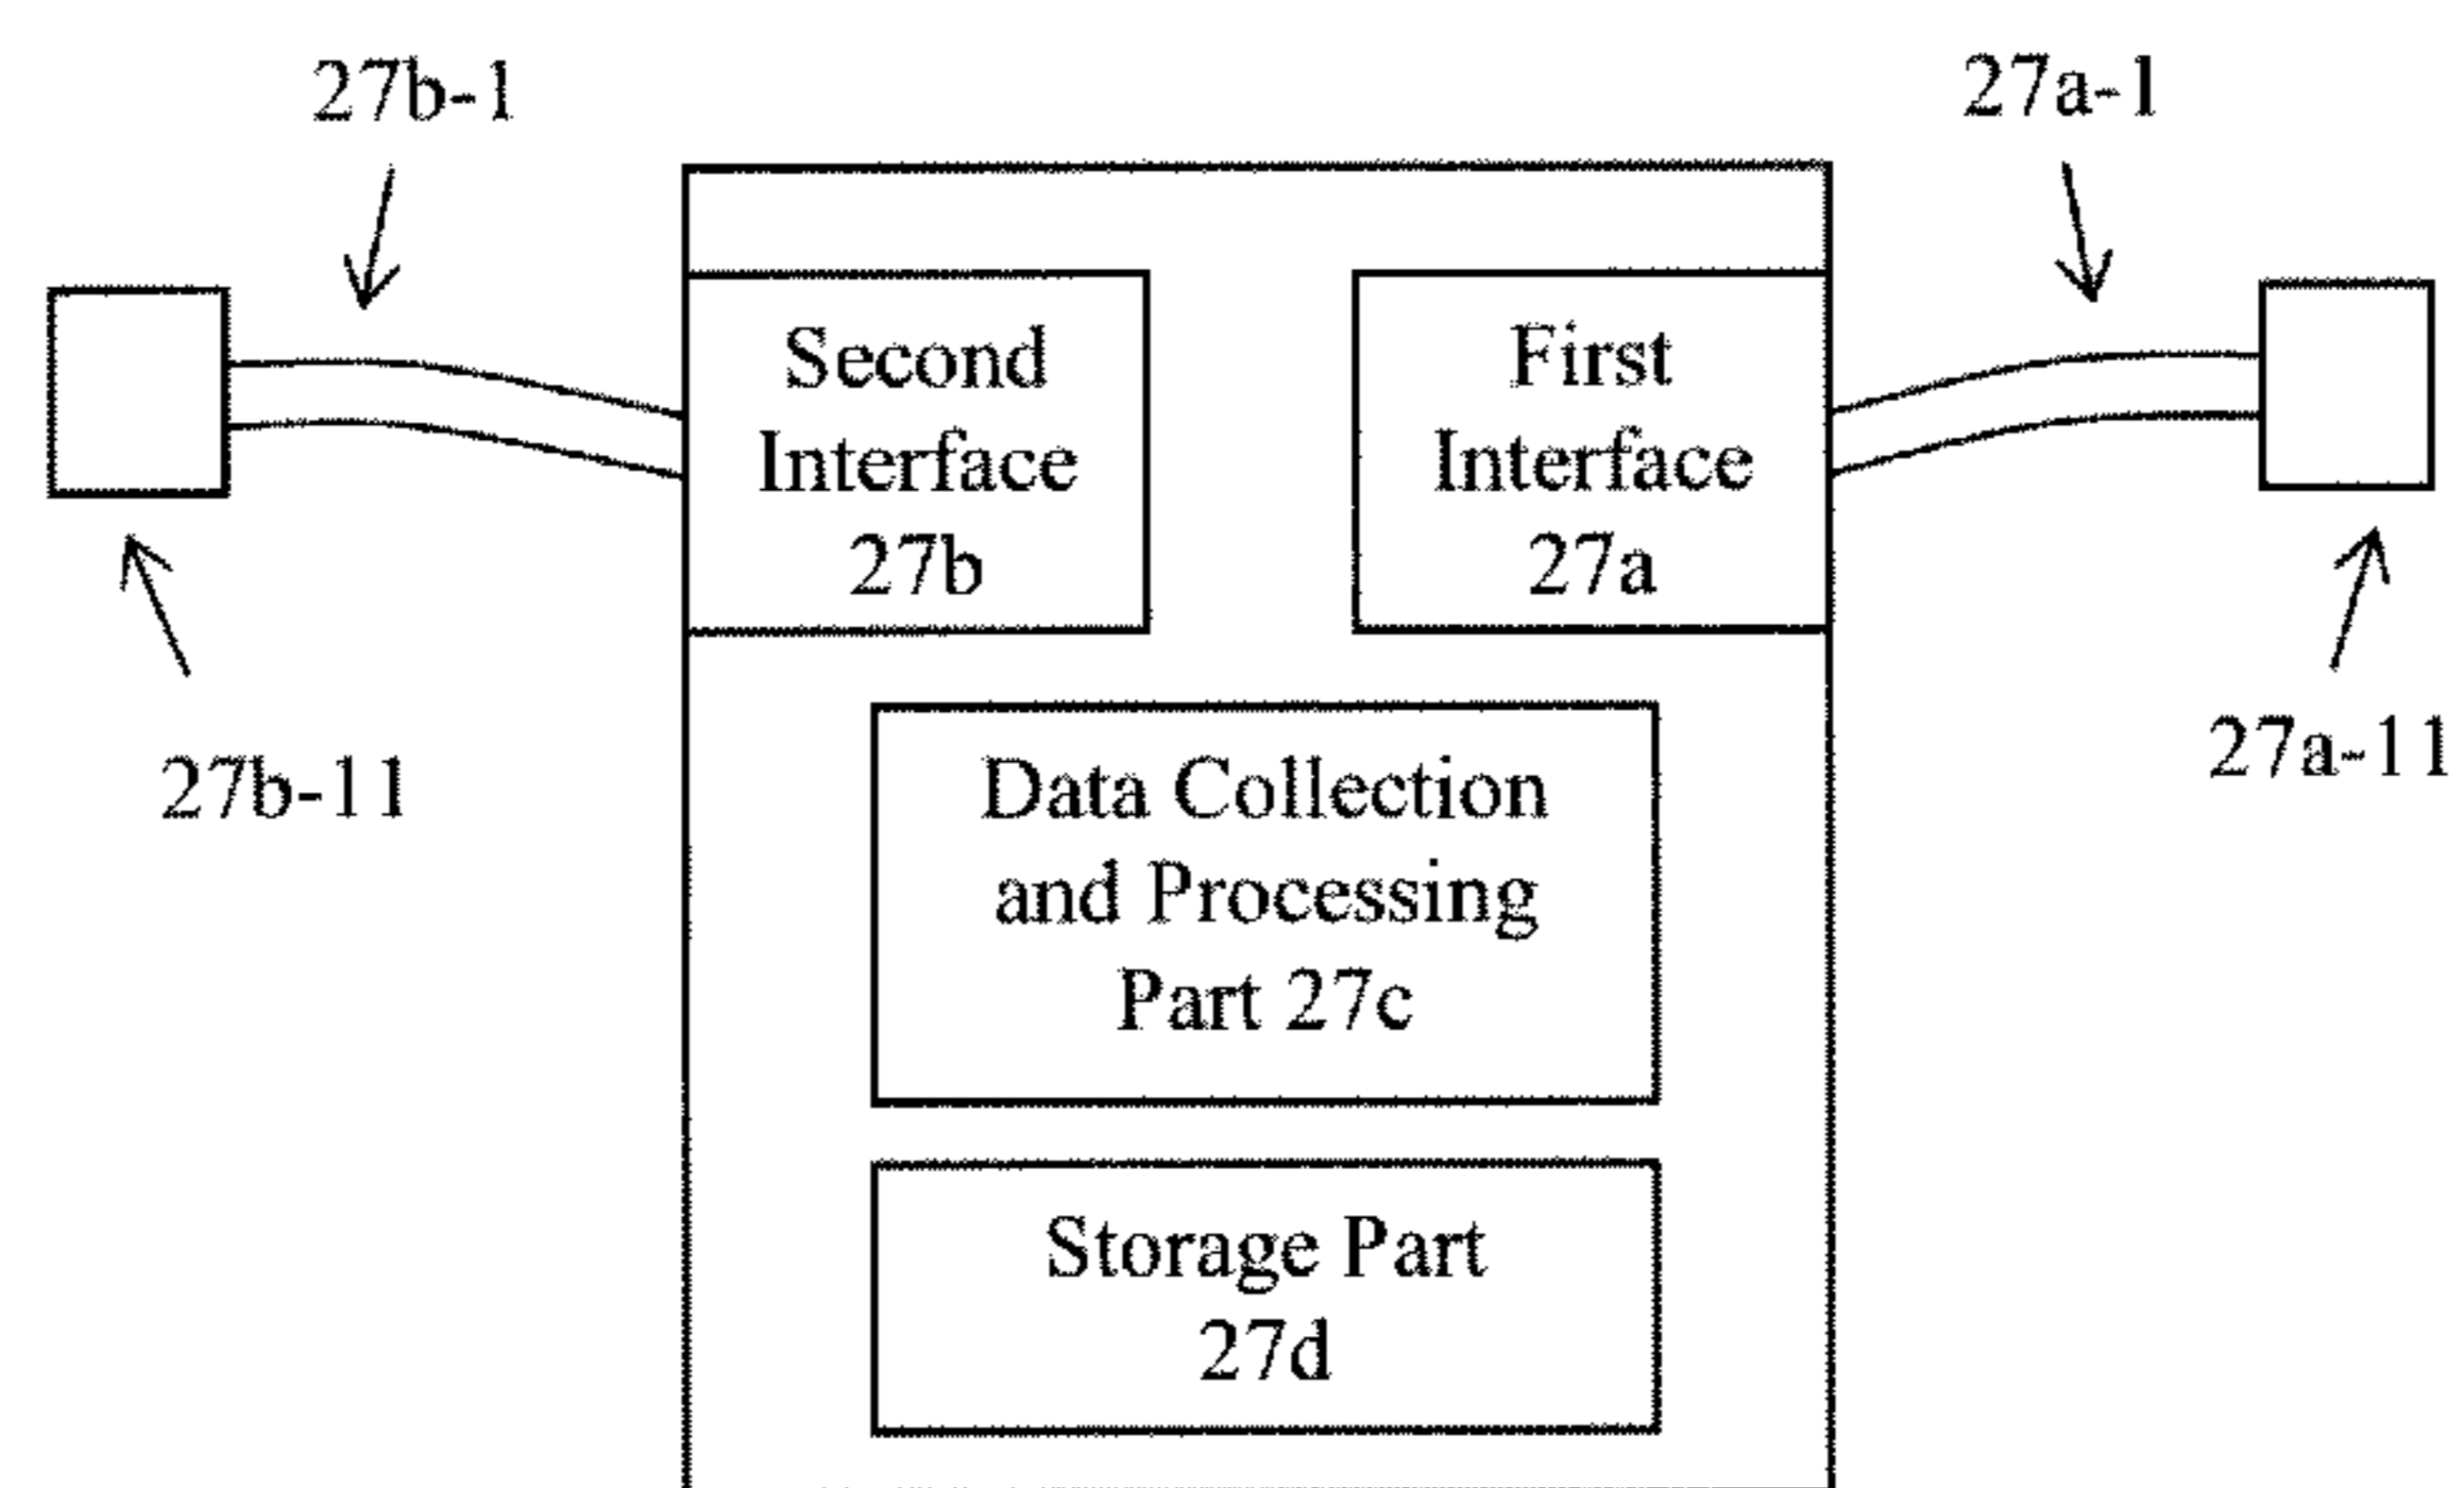 27b-1
27a-1
Second
Interface
27b
First
Interface
27a
27b-11
27a-11
Data Collection
and Processing
Part 27c
Storage Part
27d